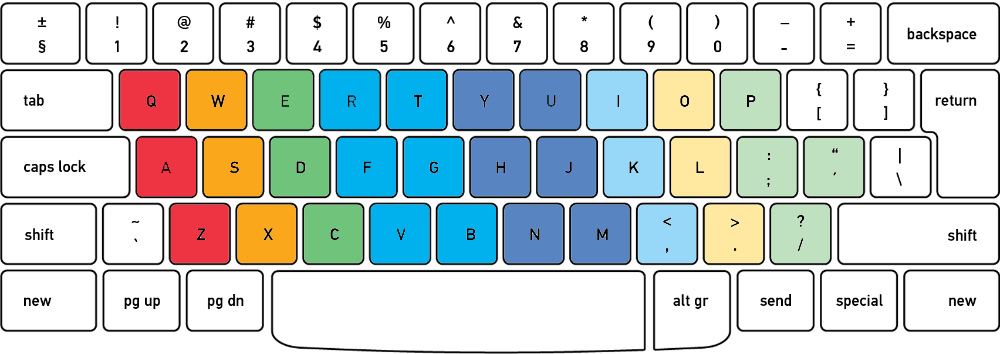 ± ! @ # $ % ^ & * ( ) – +
§ 1 2 3 4 5 6 7 8 9 0 - = backspace
tab Q W E R T Y U I O P { [ } ] return
caps lock A S D F G H J K L : ; “ ′ | \
shift ~ ` Z X C V B N M < , > . ? / shift
new pg up pg dn alt gr send special new